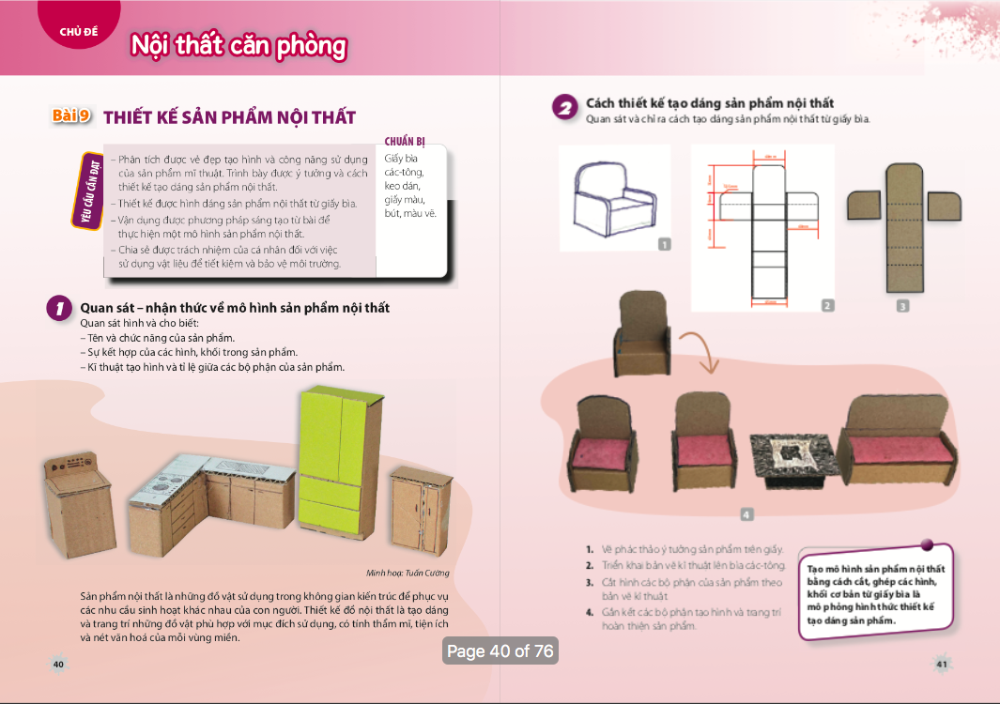 CHỦ ĐỀ
Nội thất căn phòng
Bài 9
THIẾT KẾ SẢN PHẨM NỘI THẤT
YÊU CẦU CẦN ĐẠT
– Phân tích được vẻ đẹp tạo hình và công năng sử dụng
của sản phẩm mĩ thuật. Trình bày được ý tưởng và cách
thiết kế tạo dáng sản phẩm nội thất.
– Thiết kế được hình dáng sản phẩm nội thất từ giấy bìa.
– Vận dụng được phương pháp sáng tạo từ bài để
thực hiện một mô hình sản phẩm nội thất.
– Chia sẻ được trách nhiệm của cá nhân đối với việc
sử dụng vật liệu để tiết kiệm và bảo vệ môi trường.
CHUẨN BỊ
Giấy bìa
các-tông,
keo dán,
giấy màu,
bút, màu vẽ.
1
Quan sát – nhận thức về mô hình sản phẩm nội thất
Quan sát hình và cho biết:
– Tên và chức năng của sản phẩm.
– Sự kết hợp của các hình, khối trong sản phẩm.
– Kĩ thuật tạo hình và tỉ lệ giữa các bộ phận của sản phẩm.
Minh hoạ: Tuấn Cường
Sản phẩm nội thất là những đồ vật sử dụng trong không gian kiến trúc để phục vụ
các nhu cầu sinh hoạt khác nhau của con người. Thiết kế đồ nội thất là tạo dáng
và trang trí những đồ vật phù hợp với mục đích sử dụng, có tính thẩm mĩ, tiện ích
và nét văn hoá của mỗi vùng miền.
40
2
Cách thiết kế tạo dáng sản phẩm nội thất
Quan sát và chỉ ra cách tạo dáng sản phẩm nội thất từ giấy bìa.
1
2
3
4
1. Vẽ phác thảo ý tưởng sản phẩm trên giấy.
2. Triển khai bản vẽ kĩ thuật lên bìa các-tông.
3. Cắt hình các bộ phận của sản phẩm theo
bản vẽ kĩ thuật
4. Gắn kết các bộ phận tạo hình và trang trí
hoàn thiện sản phẩm.
Tạo mô hình sản phẩm nội thất
bằng cách cắt, ghép các hình,
khối cơ bản từ giấy bìa là
mô phỏng hình thức thiết kế
tạo dáng sản phẩm.
41
Page 40 of 76